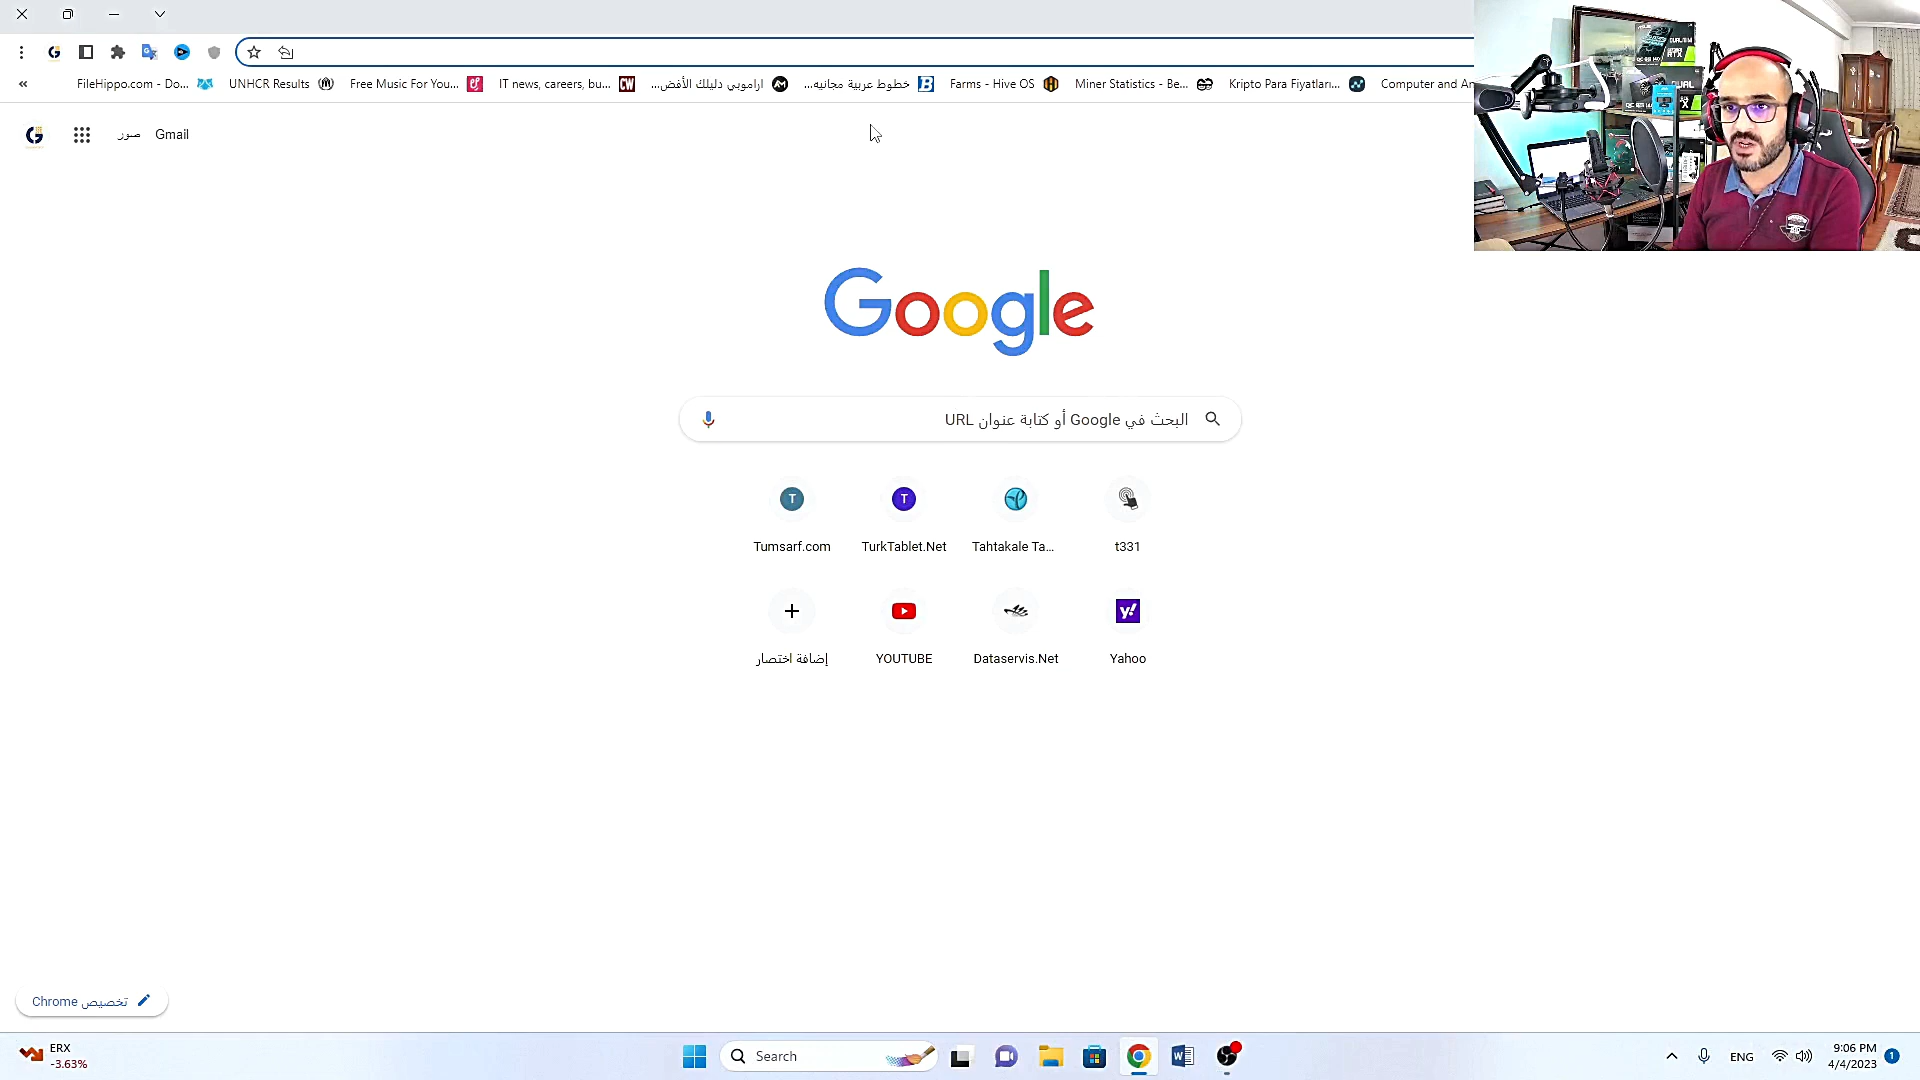 FileHippo.com - Do...
UNHCR Results
Free Music For You...
IT news, careers, bu...
اراموبي دليلك الأفض...
خطوط عربية مجانيه...
Farms - Hive OS
Miner Statistics - Be...
Kripto Para Fiyatları...
Computer and An
صور
Gmail
Google
البحث في Google أو كتابة عنوان URL
T
T
Tumsarf.com
TurkTablet.Net
Tahtakale Ta...
t331
y!
إضافة اختصار
YOUTUBE
Dataservis.Net
Yahoo
تخصيص Chrome
ERX
-3.63%
Search
ENG
9:06 PM
4/4/2023
1